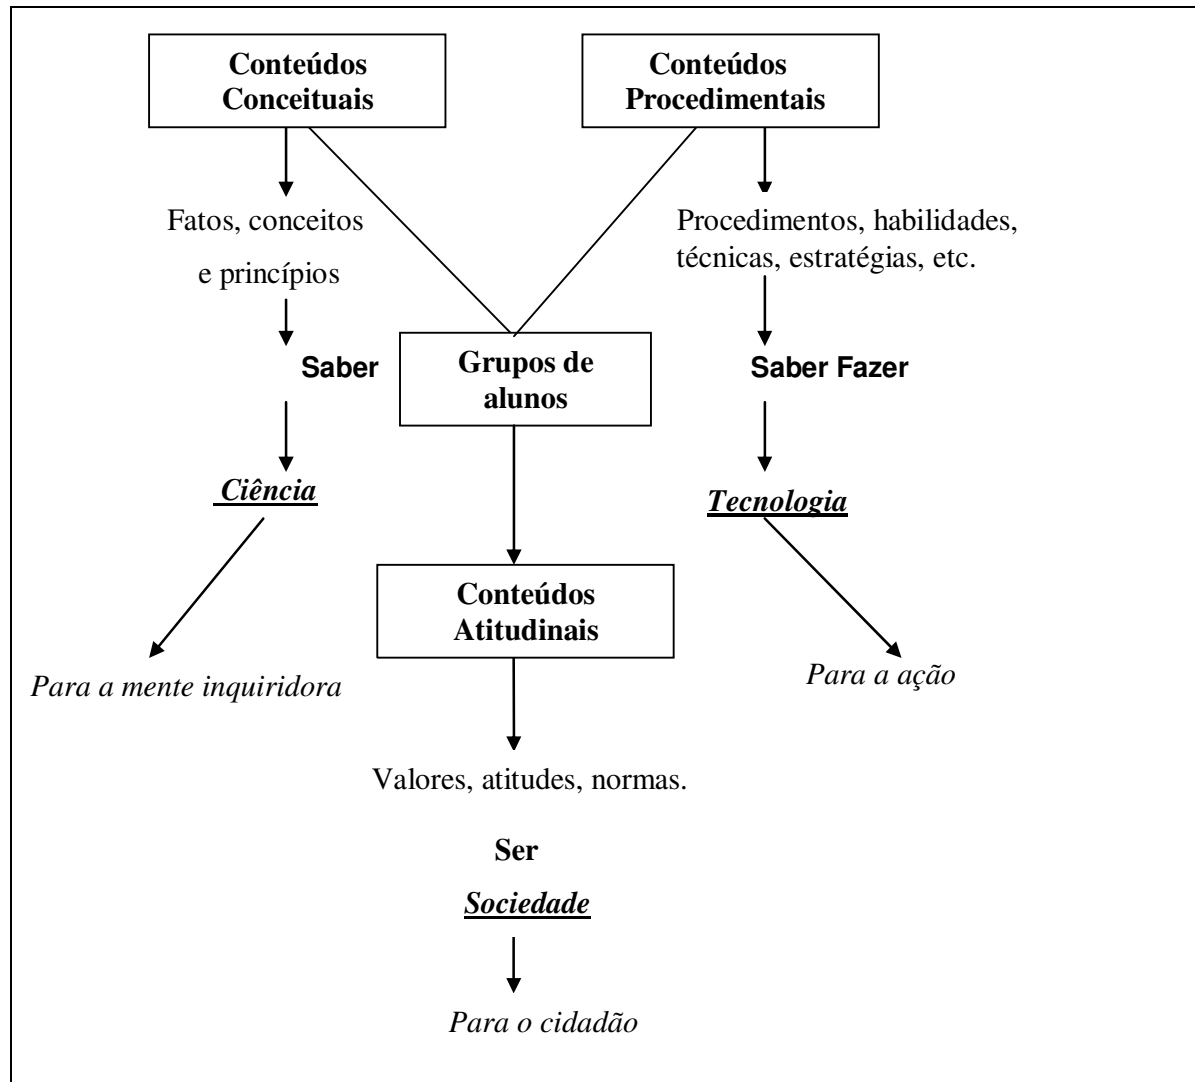 Conteúdos
Conceituais
Conteúdos
Procedimentais
Fatos, conceitos
e princípios
Procedimentos, habilidades,
técnicas, estratégias, etc.
Saber
Grupos de
alunos
Saber Fazer
Ciência
Tecnologia
Conteúdos
Atitudinais
Para a mente inquiridora
Para a ação
Valores, atitudes, normas.
Ser
Sociedade
Para o cidadão